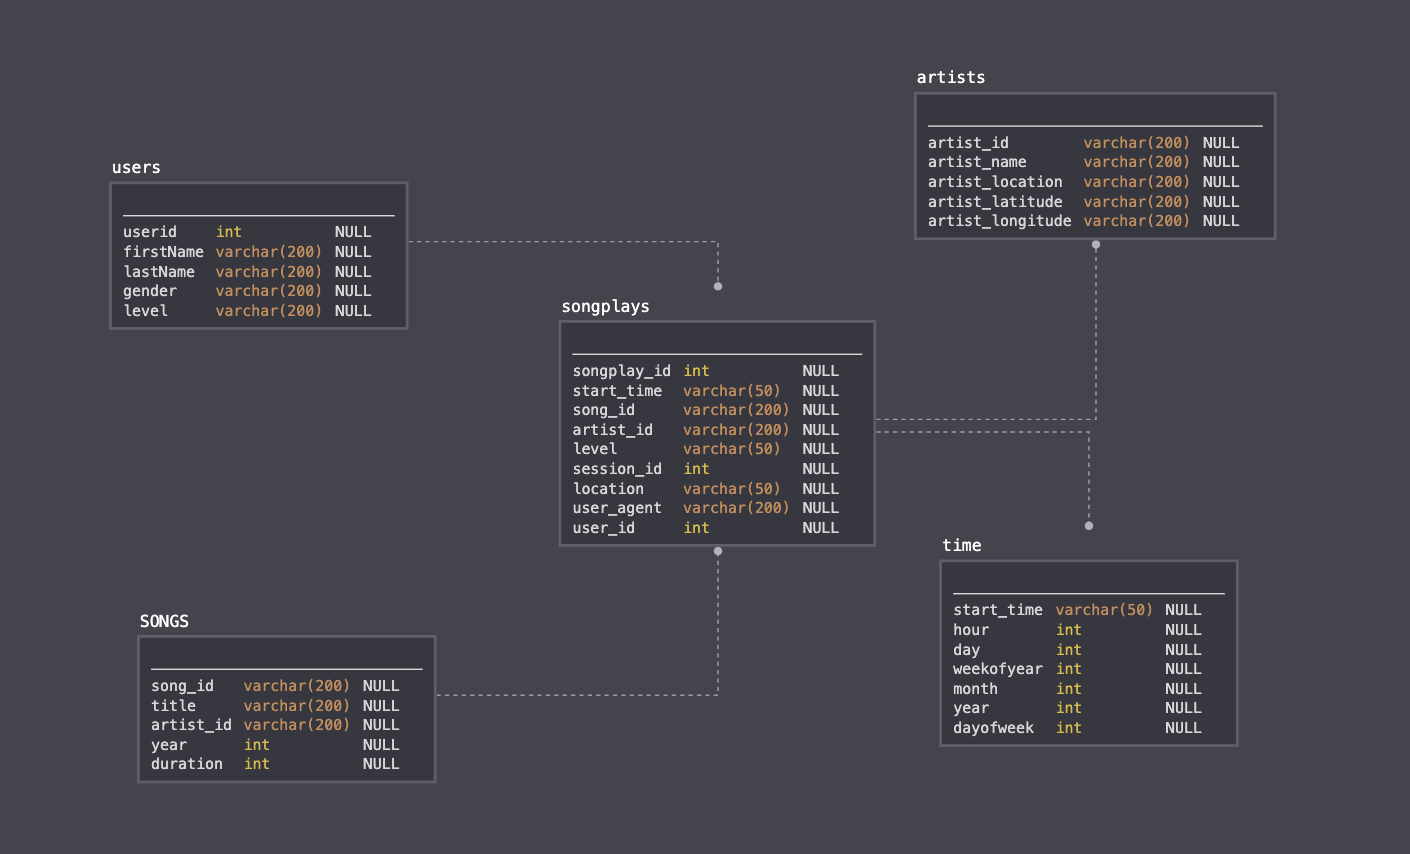 users
userid int NULL
firstName varchar(200) NULL
lastName varchar(200) NULL
gender varchar(200) NULL
level varchar(200) NULL
artists
artist_id varchar(200) NULL
artist_name varchar(200) NULL
artist_location varchar(200) NULL
artist_latitude varchar(200) NULL
artist_longitude varchar(200) NULL
songplays
songplay_id int NULL
start_time varchar(50) NULL
song_id varchar(200) NULL
artist_id varchar(200) NULL
level varchar(50) NULL
session_id int NULL
location varchar(50) NULL
user_agent varchar(200) NULL
user_id int NULL
SONGS
song_id varchar(200) NULL
title varchar(200) NULL
artist_id varchar(200) NULL
year int NULL
duration int NULL
time
start_time varchar(50) NULL
hour int NULL
day int NULL
weekofyear int NULL
month int NULL
year int NULL
dayofweek int NULL